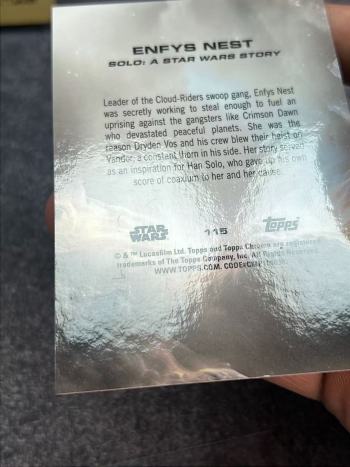 ENFYS NEST
SOLO: A STAR WARS STORY
Leader of the Cloud-Riders swoop gang, Enfys Nest
was secretly working to steal enough to fuel an
uprising against the gangsters like Crimson Dawn
who devastated peaceful planets. She was the
reason Dryden Vos and his crew blew their heist on
Vandor, a constant thorn in his side. Her story served
as an inspiration for Han Solo, who gave up his own
score of coaxium to her and her cause.
STAR WARS 115 Topps
© & ™ Lucasfilm Ltd. Topps and Topps Chrome are registered
trademarks of The Topps Company, Inc. All Rights Reserved.
WWW.TOPPS.COM.